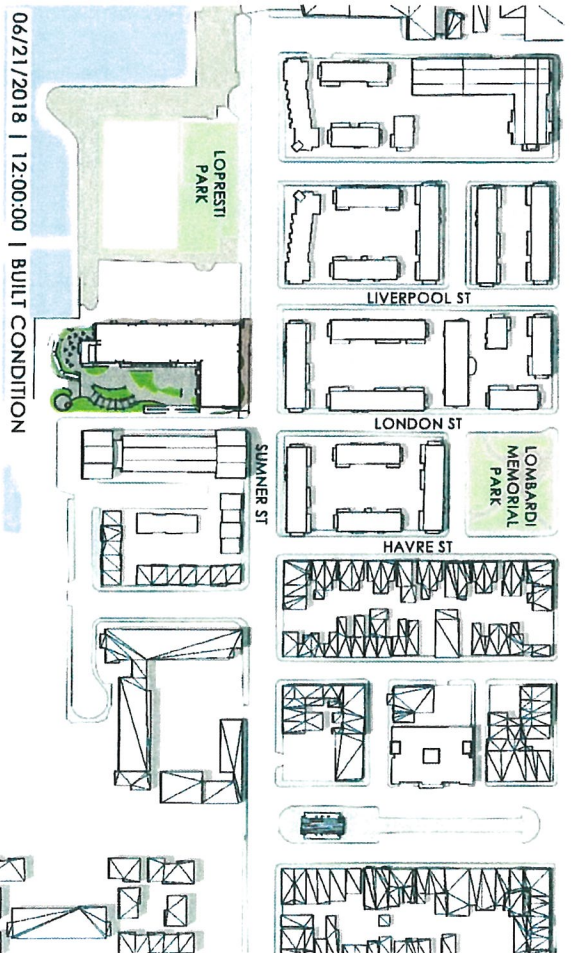 LOPRESTI
PARK
LIVERPOOL ST
LONDON ST
LOMBARDI
MEMORIAL
PARK
SUMNER ST
HAVRE ST
06/21/2018 | 12:00:00 | BUILT CONDITION